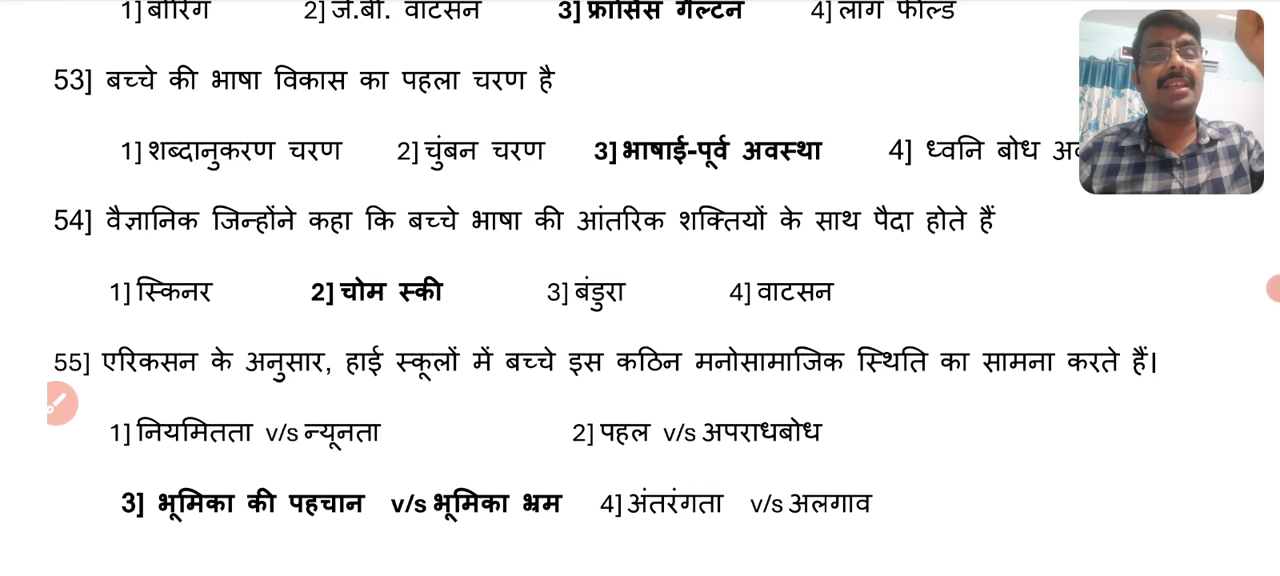 1] बोरिंग 2] जे.बी. वाटसन 3] फ्रांसिस गैल्टन 4] लांग फील्ड
53] बच्चे की भाषा विकास का पहला चरण है
1] शब्दानुकरण चरण 2] चुंबन चरण 3] भाषाई-पूर्व अवस्था 4] ध्वनि बोध
54] वैज्ञानिक जिन्होंने कहा कि बच्चे भाषा की आंतरिक शक्तियों के साथ पैदा होते हैं
1] स्किनर 2] चोम स्की 3] बंडुरा 4] वाटसन
55] एरिकसन के अनुसार, हाई स्कूलों में बच्चे इस कठिन मनोसामाजिक स्थिति का सामना करते हैं।
1] नियमितता v/s न्यूनता 2] पहल v/s अपराधबोध
3] भूमिका की पहचान v/s भूमिका भ्रम 4] अंतरंगता v/s अलगाव